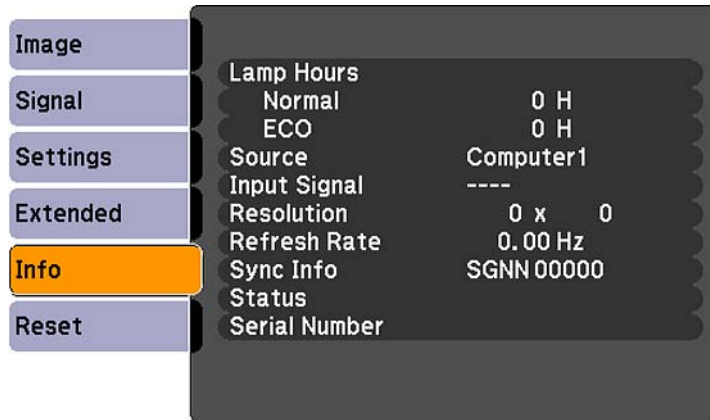 Image
Signal
Settings
Extended
Info
Reset
Lamp Hours
Normal 0 H
ECO 0 H
Source Computer1
Input Signal ----
Resolution 0 x 0
Refresh Rate 0.00 Hz
Sync Info SGNN 00000
Status
Serial Number